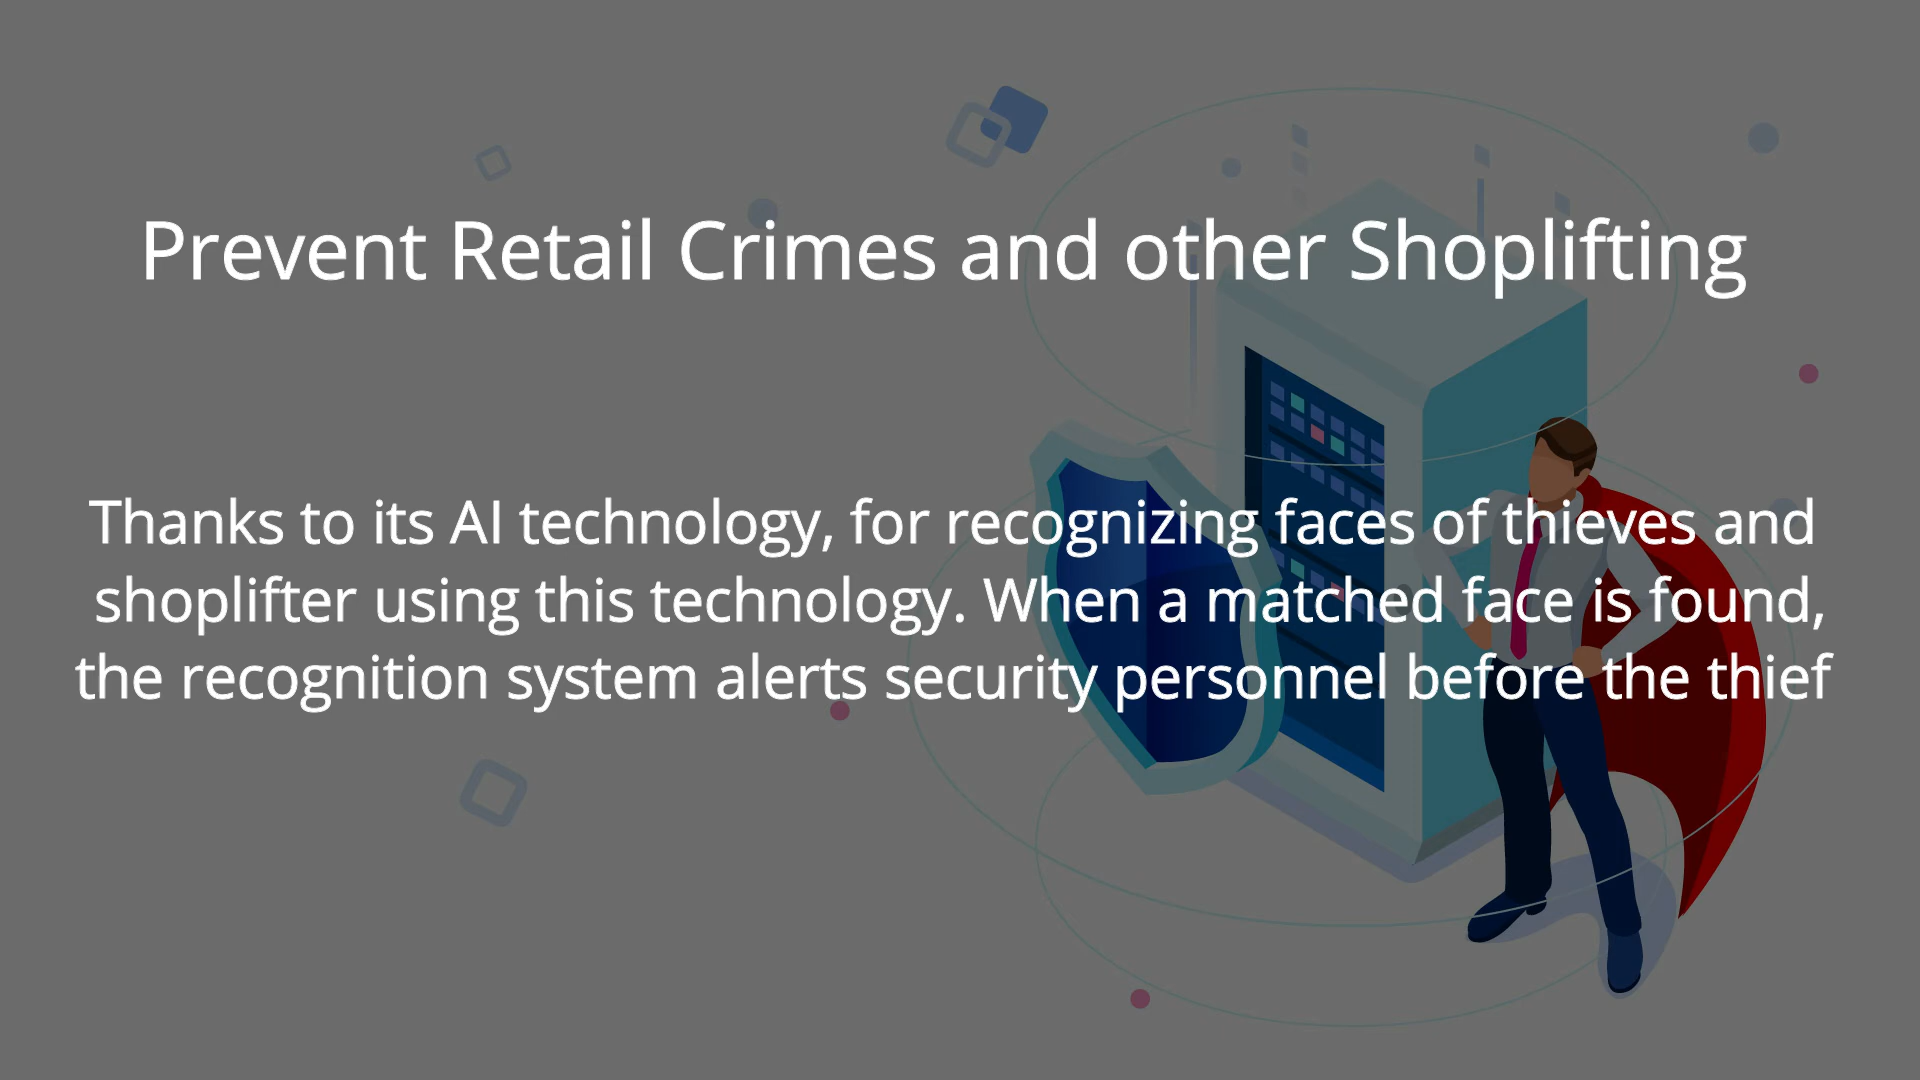 Prevent Retail Crimes and other Shoplifting
Thanks to its AI technology, for recognizing faces of thieves and
shoplifter using this technology. When a matched face is found,
the recognition system alerts security personnel before the thief